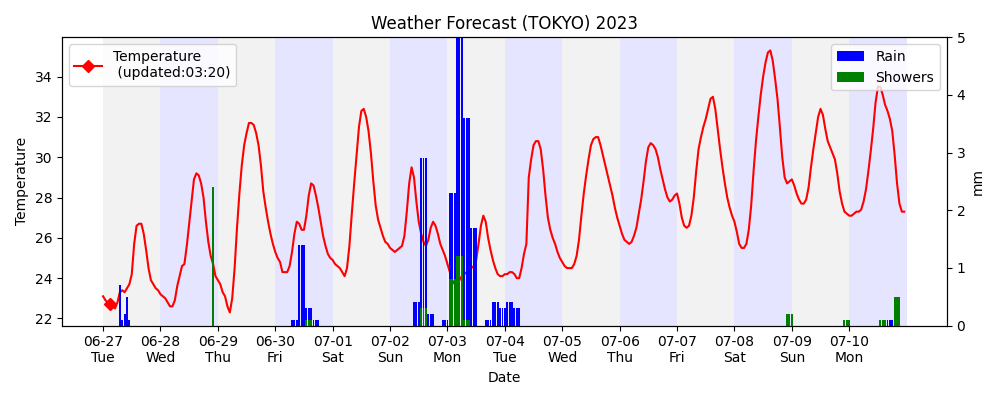 Weather Forecast (TOKYO) 2023
Temperature
(updated:03:20)
Rain
Showers
Temperature
34
32
30
28
26
24
22
5
4
3
2
1
0
mm
06-27 06-28 06-29 06-30 07-01 07-02 07-03 07-04 07-05 07-06 07-07 07-08 07-09 07-10
Tue Wed Thu Fri Sat Sun Mon Tue Wed Thu Fri Sat Sun Mon
Date